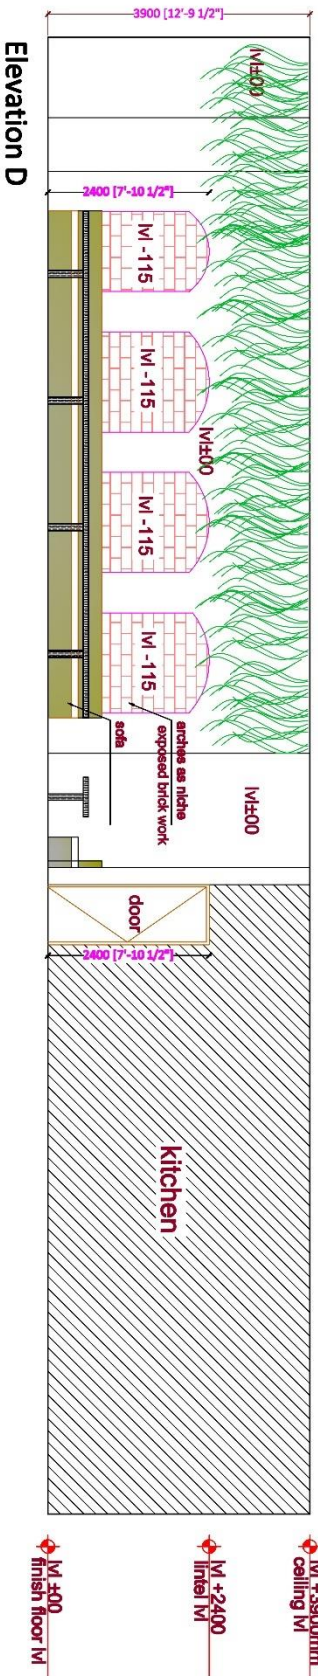 3900 [12'-9 1/2"]
lvl±00
2400 [7'-10 1/2"]
lvl -115
lvl -115
lvl±00
lvl -115
lvl -115
arches as niche
exposed brick work
sofa
lvl±00
door
2400 [7'-10 1/2"]
kitchen
lvl +3900mm
ceiling lvl
lvl +2400
lintel lvl
lvl ±00
finish floor lvl
Elevation D